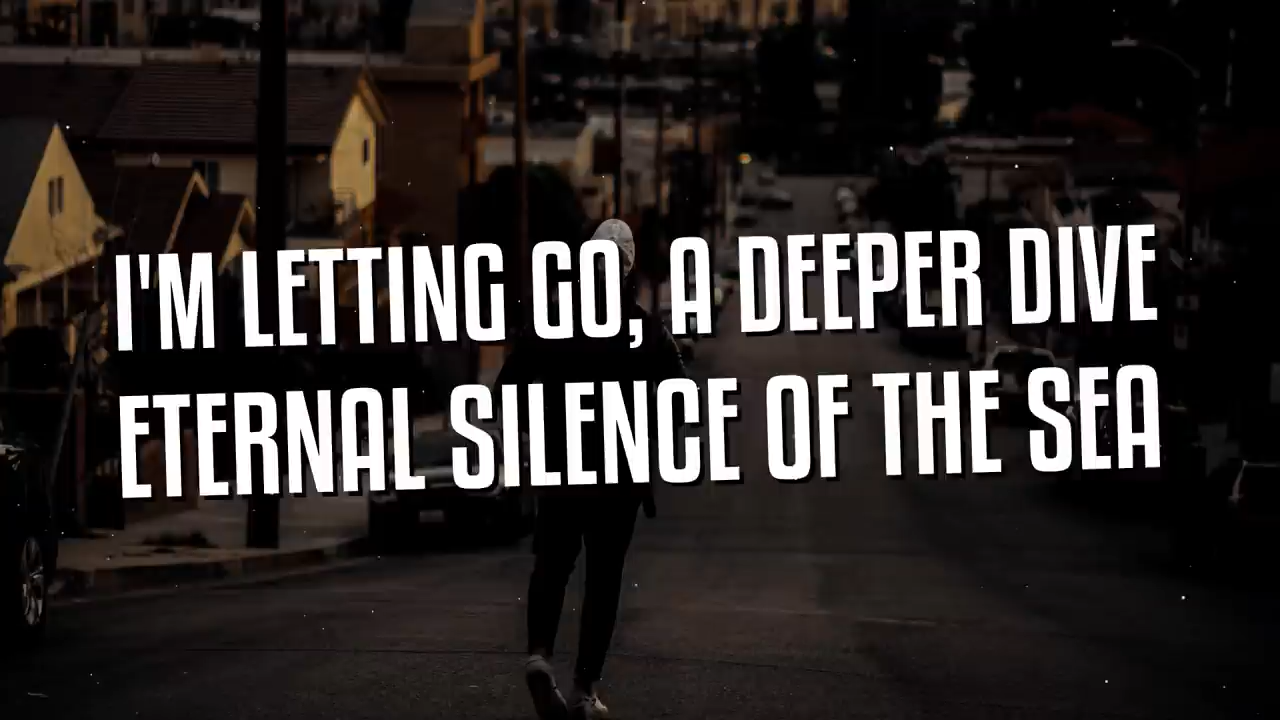 I'M LETTING GO, A DEEPER DIVE
ETERNAL SILENCE OF THE SEA